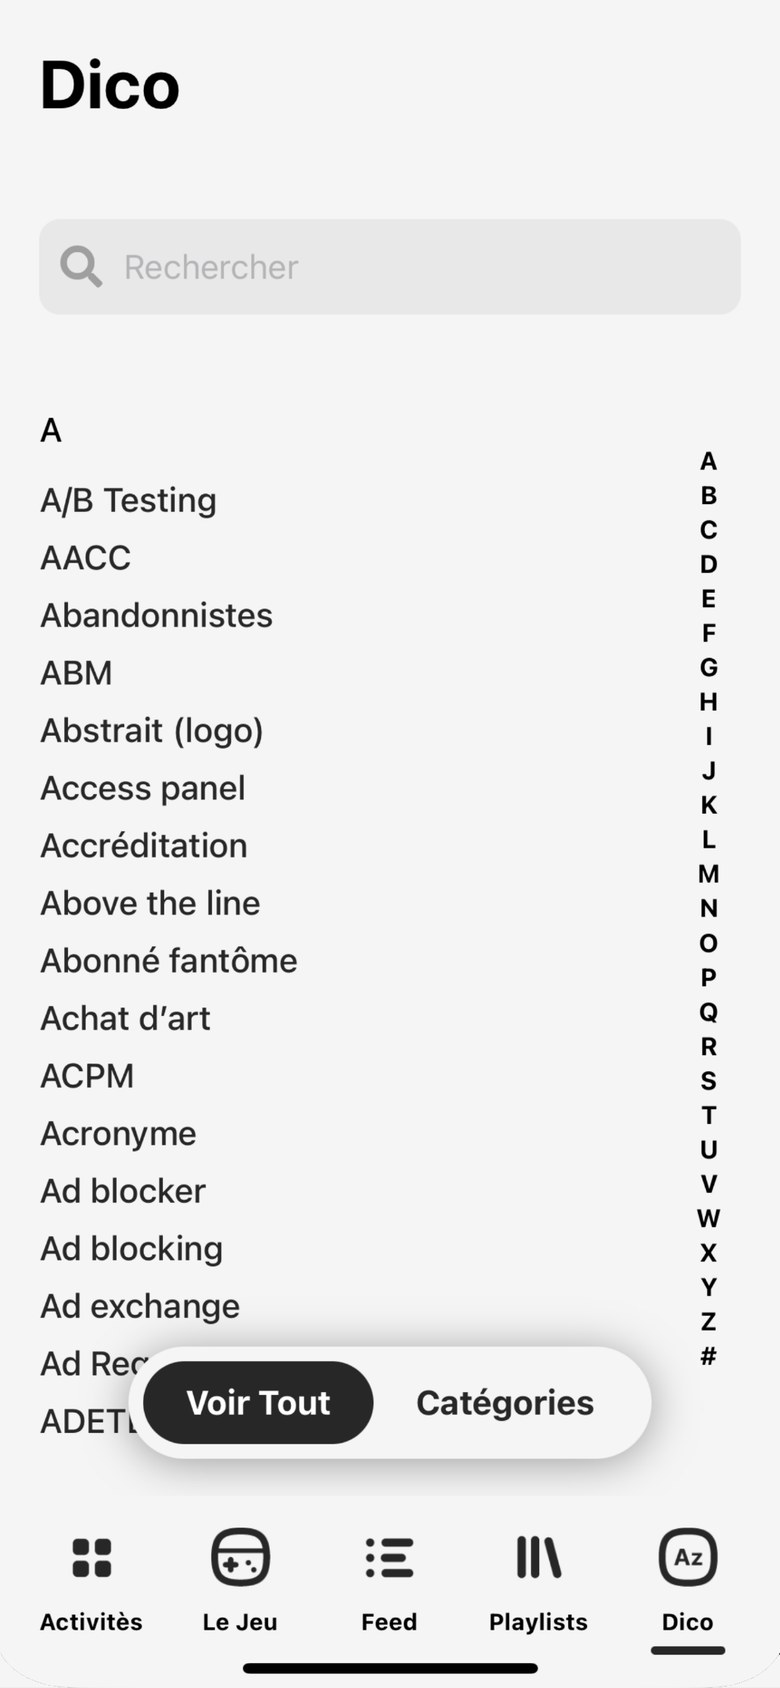 Dico
Rechercher
A
A/B Testing
AACC
Abandonnistes
ABM
Abstrait (logo)
Access panel
Accréditation
Above the line
Abonné fantôme
Achat d’art
ACPM
Acronyme
Ad blocker
Ad blocking
Ad exchange
Ad
A
B
C
D
E
F
G
H
I
J
K
L
M
N
O
P
Q
R
S
T
U
V
W
X
Y
Z
#
Voir Tout
Catégories
Activitès
Le Jeu
Feed
Playlists
Az
Dico